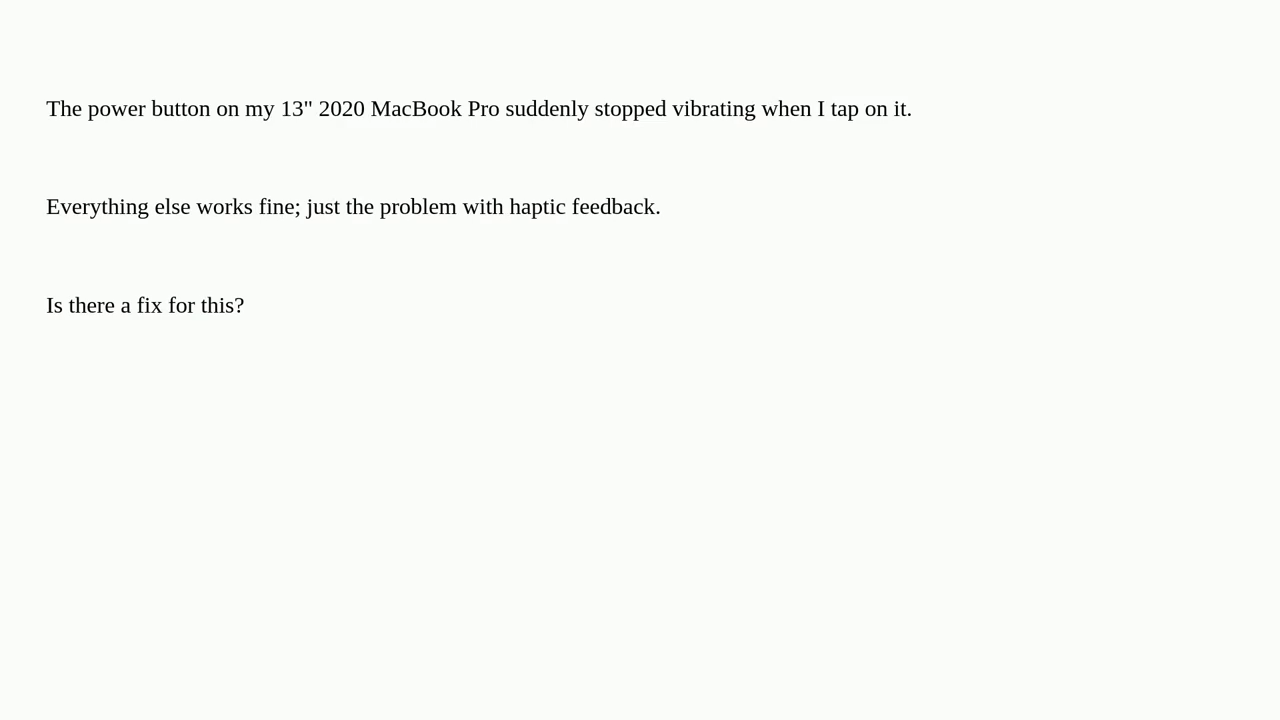 The power button on my 13" 2020 MacBook Pro suddenly stopped vibrating when I tap on it.
Everything else works fine; just the problem with haptic feedback.
Is there a fix for this?